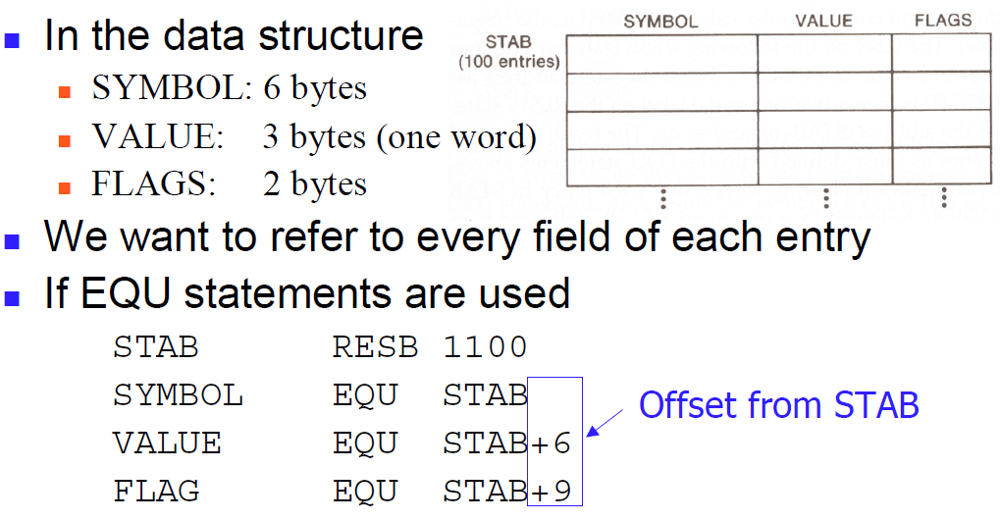 In the data structure
SYMBOL: 6 bytes
VALUE: 3 bytes (one word)
FLAGS: 2 bytes
SYMBOL VALUE FLAGS
STAB
(100 entries)
We want to refer to every field of each entry
If EQU statements are used
STAB RESB 1100
SYMBOL EQU STAB
VALUE EQU STAB+6
FLAG EQU STAB+9
Offset from STAB